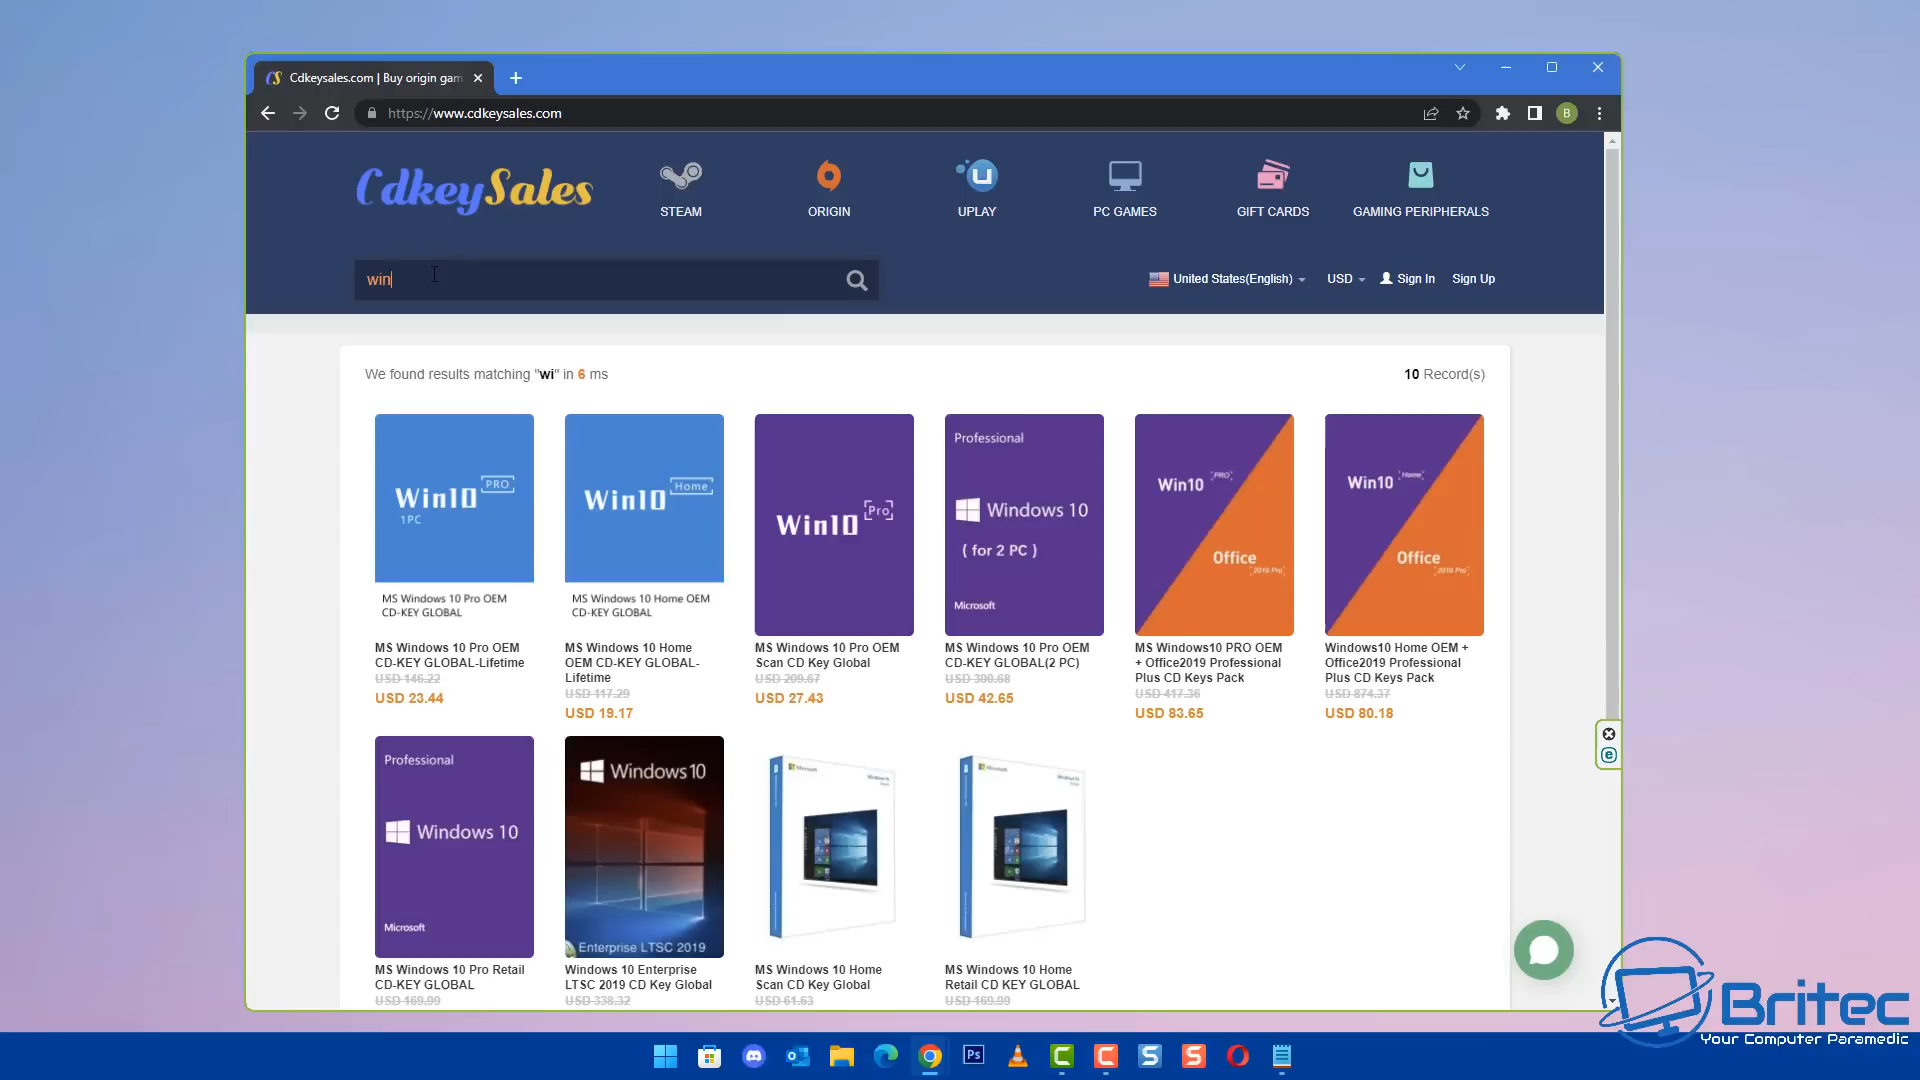 Cdkeysales.com | Buy origin gam
https://www.cdkeysales.com
B
CdkeySales
STEAM
ORIGIN
UPLAY
PC GAMES
GIFT CARDS
GAMING PERIPHERALS
win
United States(English)
USD
Sign In
Sign Up
We found results matching "wi" in 6 ms
10 Record(s)
Win10 PRO
1PC
MS Windows 10 Pro OEM
CD-KEY GLOBAL
Win10 Home
MS Windows 10 Home OEM
CD-KEY GLOBAL
Win10 Pro
Professional
Windows 10
( for 2 PC )
Microsoft
Win10 PRO
Office
2019 Pro
Win10 Home
Office
2019 Pro
MS Windows 10 Pro OEM
CD-KEY GLOBAL-Lifetime
USD 146.22
USD 23.44
MS Windows 10 Home
OEM CD-KEY GLOBAL-
Lifetime
USD 117.29
USD 19.17
MS Windows 10 Pro OEM
Scan CD Key Global
USD 209.67
USD 27.43
MS Windows 10 Pro OEM
CD-KEY GLOBAL(2 PC)
USD 300.68
USD 42.65
MS Windows10 PRO OEM
+ Office2019 Professional
Plus CD Keys Pack
USD 417.36
USD 83.65
Windows10 Home OEM +
Office2019 Professional
Plus CD Keys Pack
USD 874.37
USD 80.18
Professional
Windows 10
Microsoft
Windows 10
Enterprise LTSC 2019
MS Windows 10 Pro Retail
CD-KEY GLOBAL
USD 169.99
Windows 10 Enterprise
LTSC 2019 CD Key Global
USD 338.32
MS Windows 10 Home
Scan CD Key Global
USD 61.63
MS Windows 10 Home
Retail CD KEY GLOBAL
USD 169.99
Britec
Your Computer Paramedic
Ps